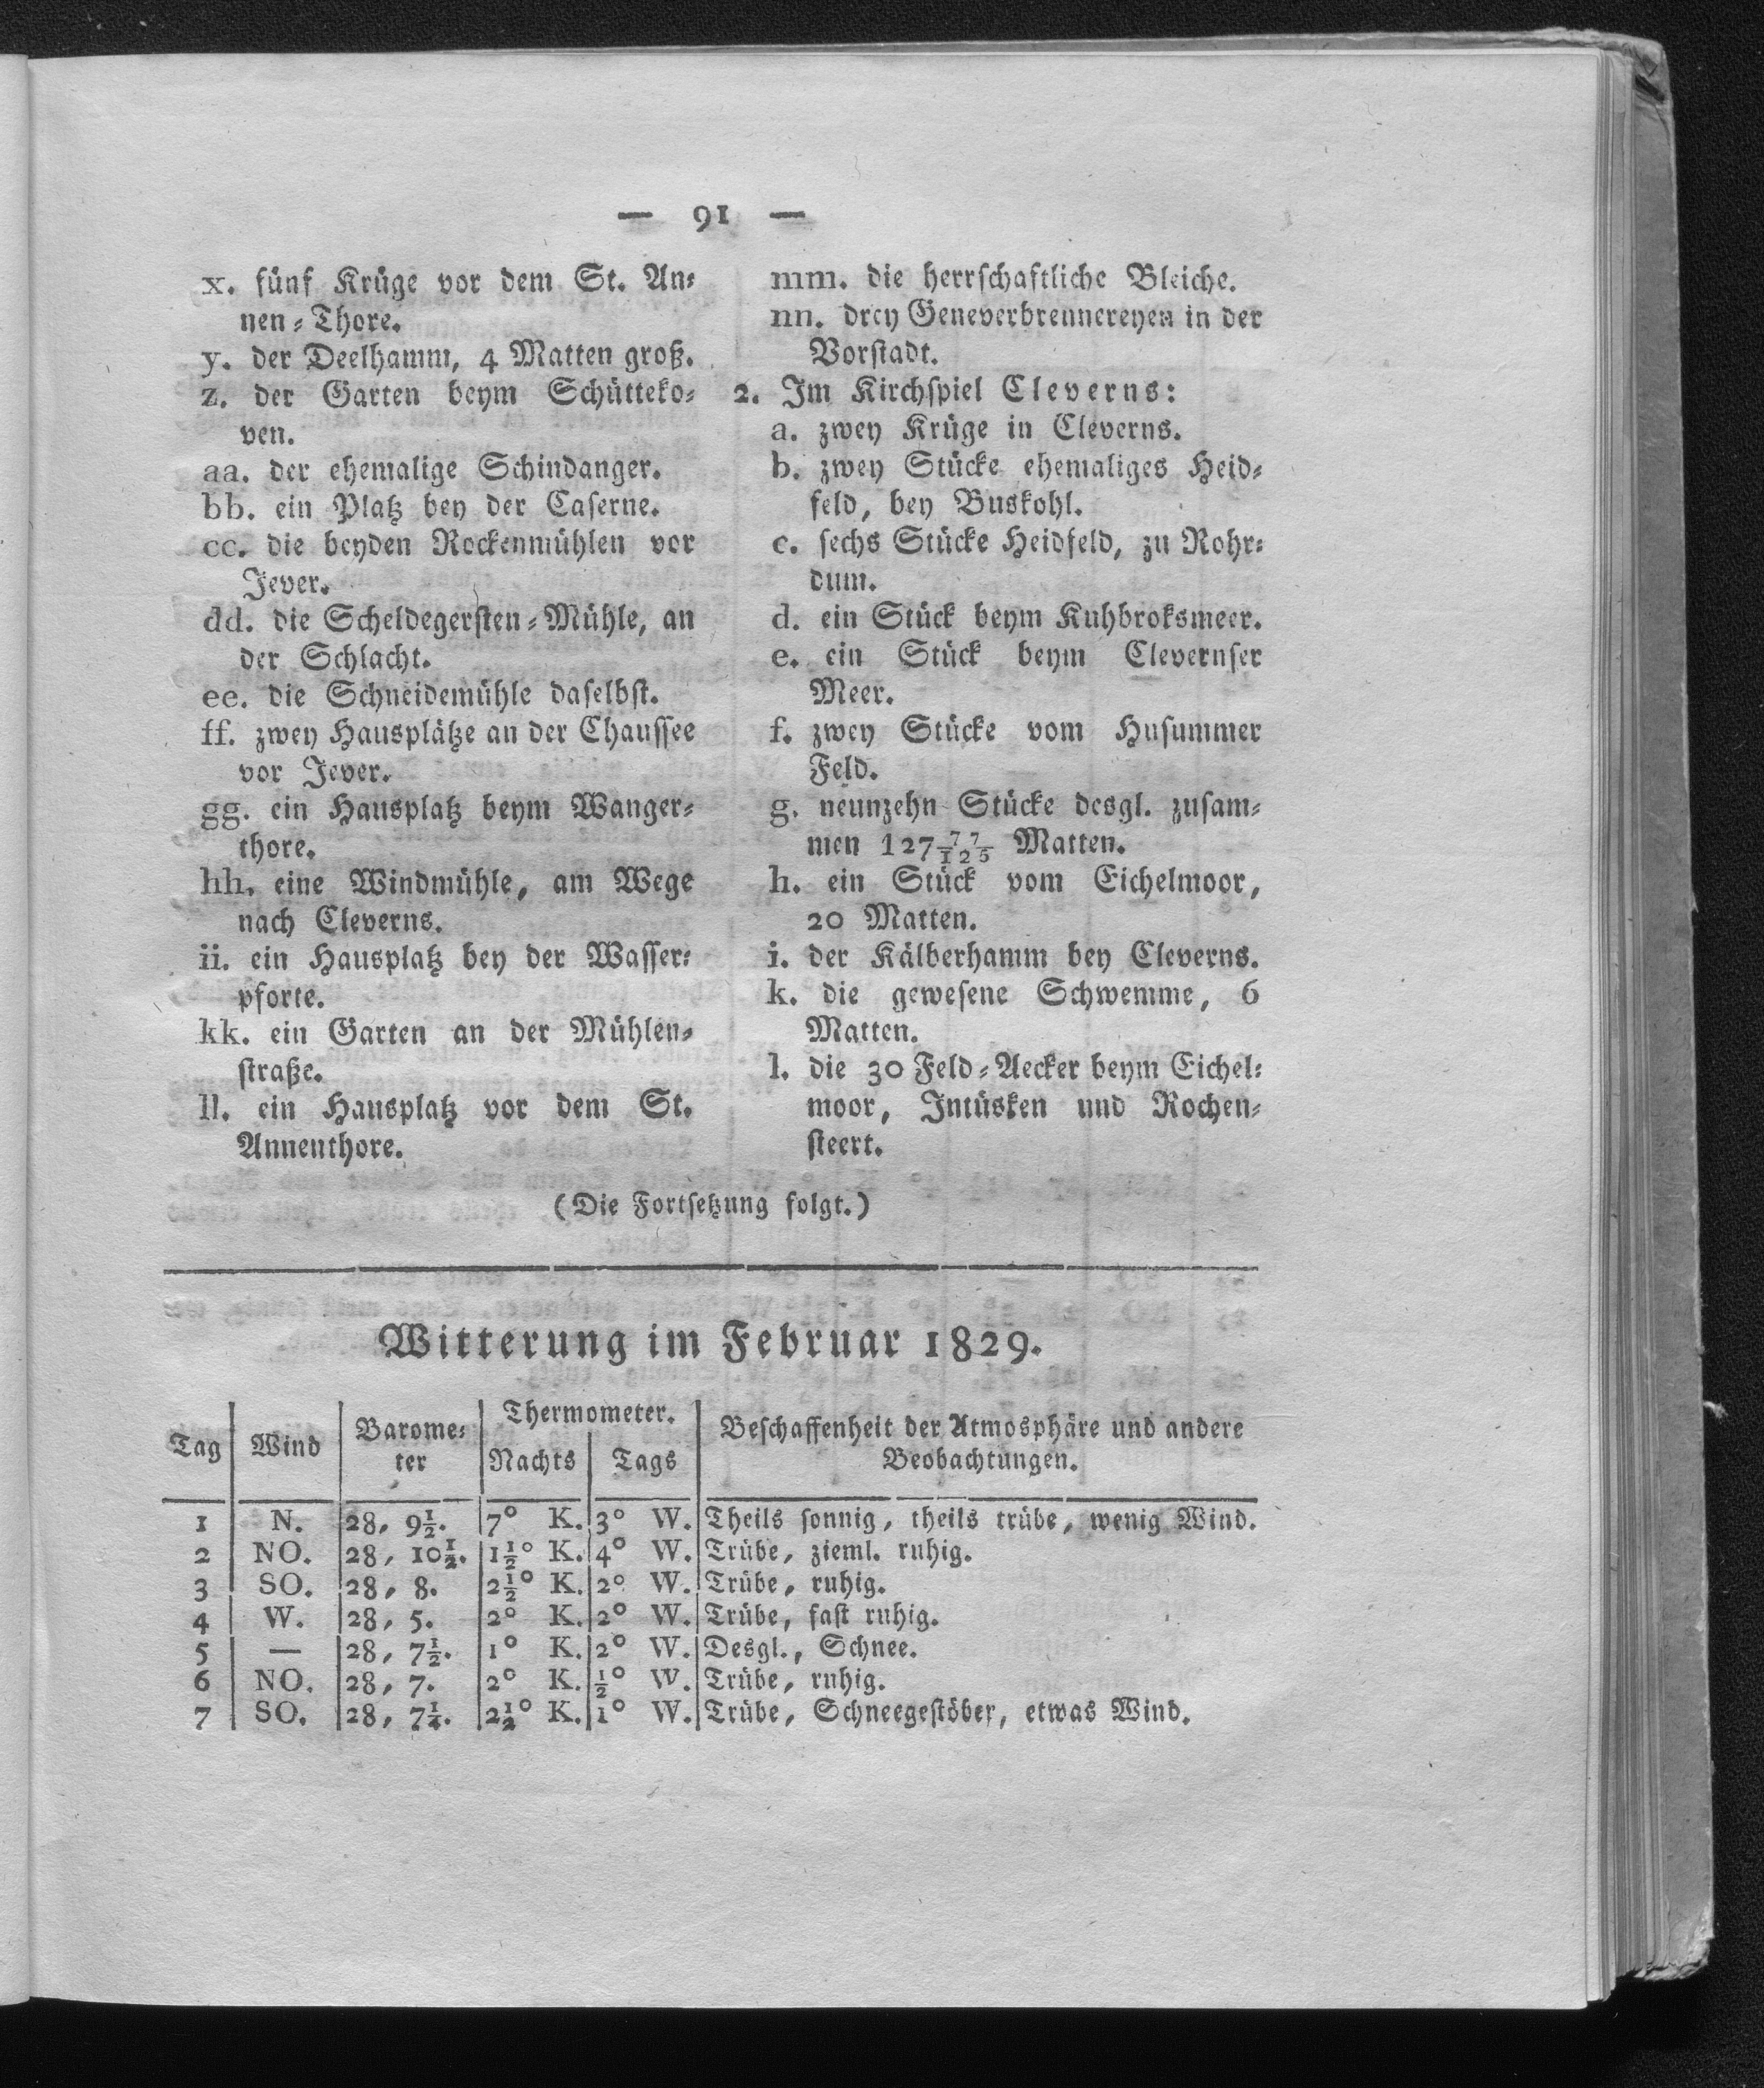 — 91 —
x. fünf Krüge vor dem St. An-
nen-Thore.
y. der Deelhamm, 4 Matten groß.
z. der Garten beym Schütteko-
ven.
aa. der ehemalige Schindanger.
bb. ein Platz bey der Caserne.
cc. die beyden Rockenmühlen vor
Jever.
dd. die Scheldegersten-Mühle, an
der Schlacht.
ee. die Schneidemühle daselbst.
ff. zwey Hausplätze an der Chaussee
vor Jever.
gg. ein Hausplatz beym Wanger-
thore.
hh. eine Windmühle, am Wege
nach Cleverns.
ii. ein Hausplatz bey der Wasser-
pforte.
kk. ein Garten an der Mühlen-
straße.
ll. ein Hausplatz vor dem St.
Annenthore.
mm. die herrschaftliche Bleiche.
nn. drey Geneverbrennereyen in der
Vorstadt.
2. Im Kirchspiel Cleverns:
a. zwey Krüge in Cleverns.
b. zwey Stücke ehemaliges Heid-
feld, bey Buskohl.
c. sechs Stücke Heidfeld, zu Rohr-
dum.
d. ein Stück beym Kuhbroksmeer.
e. ein Stück beym Clevernser
Meer.
f. zwey Stücke vom Husummer
Feld.
g. neunzehn Stücke desgl. zusam-
men 127 77/125 Matten.
h. ein Stück vom Eichelmoor,
20 Matten.
i. der Kälberhamm bey Cleverns.
k. die gewesene Schwemme, 6
Matten.
l. die 30 Feld-Aecker beym Eichel-
moor, Intüsken und Rochen-
steert.
(Die Fortsetzung folgt.)
Witterung im Februar 1829.
Tag Wind Barome-
ter Thermometer.
Nachts Tags Beschaffenheit der Atmosphäre und andere
Beobachtungen.
1 N. 28, 9½. 7° K. 3° W. Theils sonnig, theils trübe, wenig Wind.
2 NO. 28, 10½. 1½° K. 4° W. Trübe, zieml. ruhig.
3 SO. 28, 8. 2½° K. 2° W. Trübe, ruhig.
4 W. 28, 5. 2° K. 2° W. Trübe, fast ruhig.
5 — 28, 7½. 1° K. 2° W. Desgl., Schnee.
6 NO. 28, 7. 2° K. ½° W. Trübe, ruhig.
7 SO. 28, 7¼. 2½° K. 1° W. Trübe, Schneegestöber, etwas Wind.